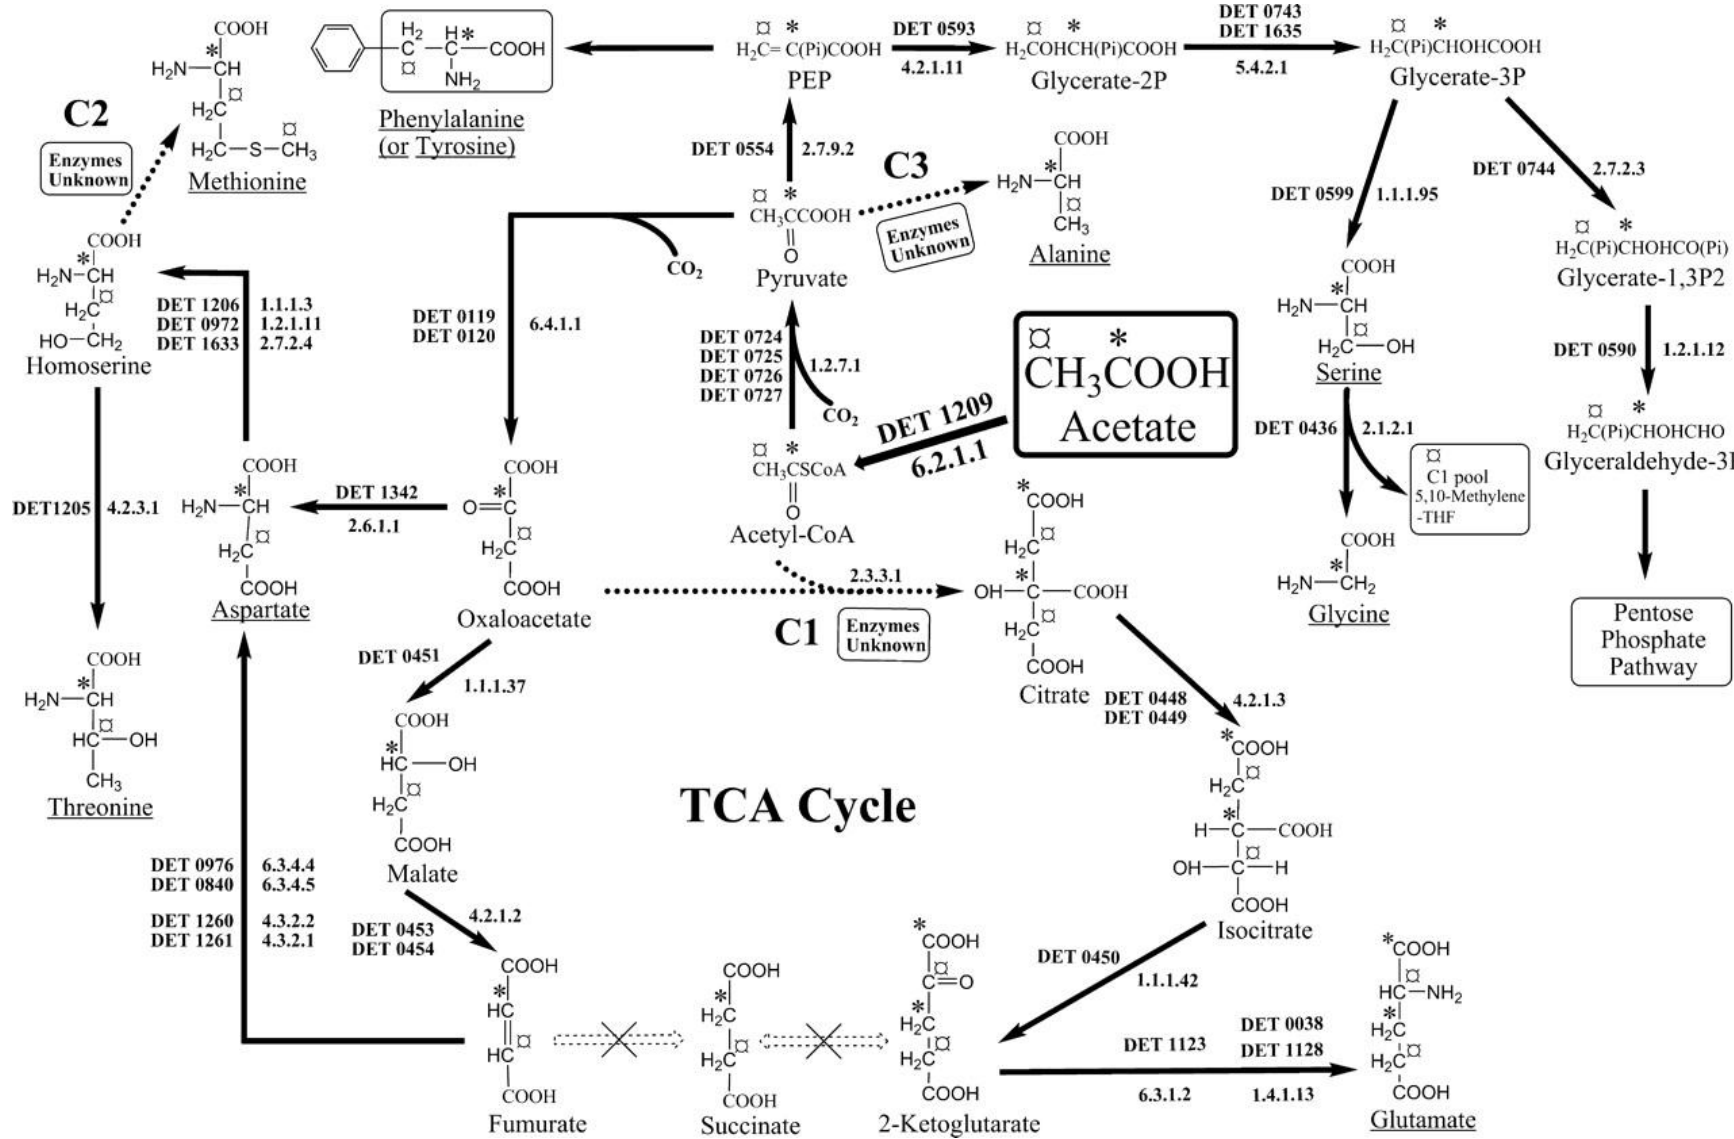 COOH
*
H₂N—CH
¤
H₂C
¤
H₂C—S—CH₃
Methionine
C2
Enzymes
Unknown
H₂ H *
C—C—COOH
¤ NH₂
Phenylalanine
(or Tyrosine)
¤ *
H₂C=C(Pi)COOH
PEP
DET 0593
4.2.1.11
¤ *
H₂COHCH(Pi)COOH
Glycerate-2P
DET 0743
DET 1635
5.4.2.1
¤ *
H₂C(Pi)CHOHCOOH
Glycerate-3P
DET 0554 2.7.9.2
C3
Enzymes
Unknown
COOH
*
H₂N—CH
¤
CH₃
Alanine
DET 0599 1.1.1.95
DET 0744 2.7.2.3
¤ *
CH₃CCOOH
O
Pyruvate
CO₂
¤ *
H₂C(Pi)CHOHCO(Pi)
Glycerate-1,3P2
COOH
*
H₂N—CH
¤
H₂C
HO—CH₂
Homoserine
DET 1206 1.1.1.3
DET 0972 1.2.1.11
DET 1633 2.7.2.4
DET 0119
DET 0120
6.4.1.1
DET 0724
DET 0725
DET 0726
DET 0727
1.2.7.1
CO₂
¤ *
CH₃COOH
Acetate
DET 1209
6.2.1.1
COOH
*
H₂N—CH
¤
H₂C—OH
Serine
DET 0590 1.2.1.12
DET 0436 2.1.2.1
¤
C1 pool
5,10-Methylene
-THF
¤ *
H₂C(Pi)CHOHCHO
Glyceraldehyde-3P
DET1205 4.2.3.1
COOH
*
H₂N—CH
¤
H₂C
COOH
Aspartate
DET 1342
2.6.1.1
COOH
*
O=C
¤
H₂C
COOH
Oxaloacetate
¤ *
CH₃CSCoA
O
Acetyl-CoA
2.3.3.1
C1
Enzymes
Unknown
*
COOH
¤
H₂C
*
OH—C—COOH
¤
H₂C
COOH
Citrate
COOH
*
H₂N—CH₂
Glycine
Pentose
Phosphate
Pathway
COOH
*
H₂N—CH
¤
HC—OH
CH₃
Threonine
DET 0451
1.1.1.37
DET 0448
DET 0449
4.2.1.3
COOH
*
HC—OH
¤
H₂C
COOH
Malate
TCA Cycle
*
COOH
¤
H₂C
*
H—C—COOH
¤
OH—C—H
COOH
Isocitrate
DET 0976 6.3.4.4
DET 0840 6.3.4.5
DET 1260 4.3.2.2
DET 1261 4.3.2.1
DET 0453
DET 0454
4.2.1.2
DET 0450
1.1.1.42
COOH
*
HC
¤
HC
COOH
Fumurate
COOH
*
H₂C
¤
H₂C
COOH
Succinate
*
COOH
¤
C=O
*
H₂C
¤
H₂C
COOH
2-Ketoglutarate
DET 1123
6.3.1.2
DET 0038
DET 1128
1.4.1.13
*
COOH
¤
HC—NH₂
*
H₂C
¤
H₂C
COOH
Glutamate